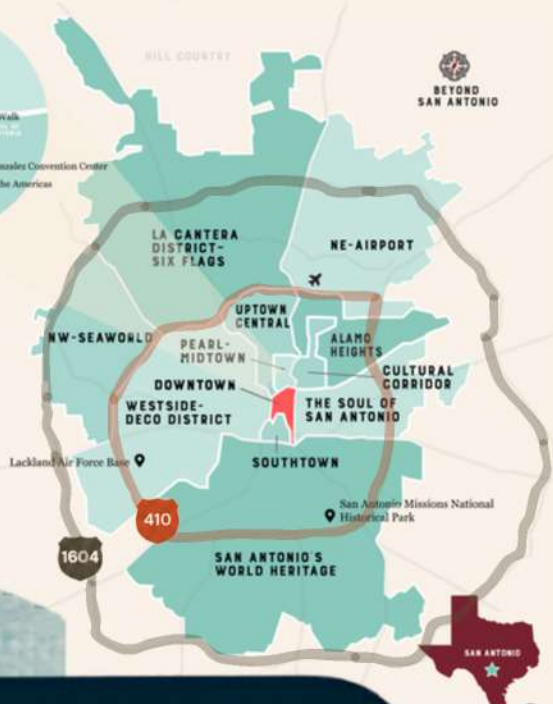 HILL COUNTRY
BEYOND
SAN ANTONIO
Walk
nzalez Convention Center
the Americas
LA CANTERA
DISTRICT-
SIX FLAGS
NE-AIRPORT
UPTOWN
CENTRAL
NW-SEAWORLD
PEARL-
MIDTOWN
ALAMO
HEIGHTS
CULTURAL
CORRIDOR
DOWNTOWN
WESTSIDE-
DECO DISTRICT
THE SOUL OF
SAN ANTONIO
Lackland Air Force Base
SOUTHTOWN
San Antonio Missions National
Historical Park
410
1604
SAN ANTONIO'S
WORLD HERITAGE
SAN ANTONIO